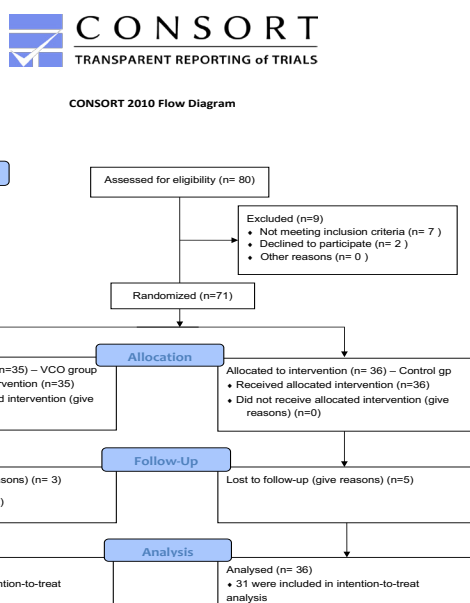 CONSORT
TRANSPARENT REPORTING of TRIALS
CONSORT 2010 Flow Diagram
Assessed for eligibility (n= 80)
Excluded (n=9)
⬧ Not meeting inclusion criteria (n= 7 )
⬧ Declined to participate (n= 2 )
⬧ Other reasons (n= 0 )
Randomized (n=71)
Allocation
n=35) – VCO group
rvention (n=35)
d intervention (give
Allocated to intervention (n= 36) – Control gp
⬧ Received allocated intervention (n=36)
⬧ Did not receive allocated intervention (give
reasons) (n=0)
Follow-Up
sons) (n= 3)
)
Lost to follow-up (give reasons) (n=5)
Analysis
ntion-to-treat
Analysed (n= 36)
⬧ 31 were included in intention-to-treat
analysis